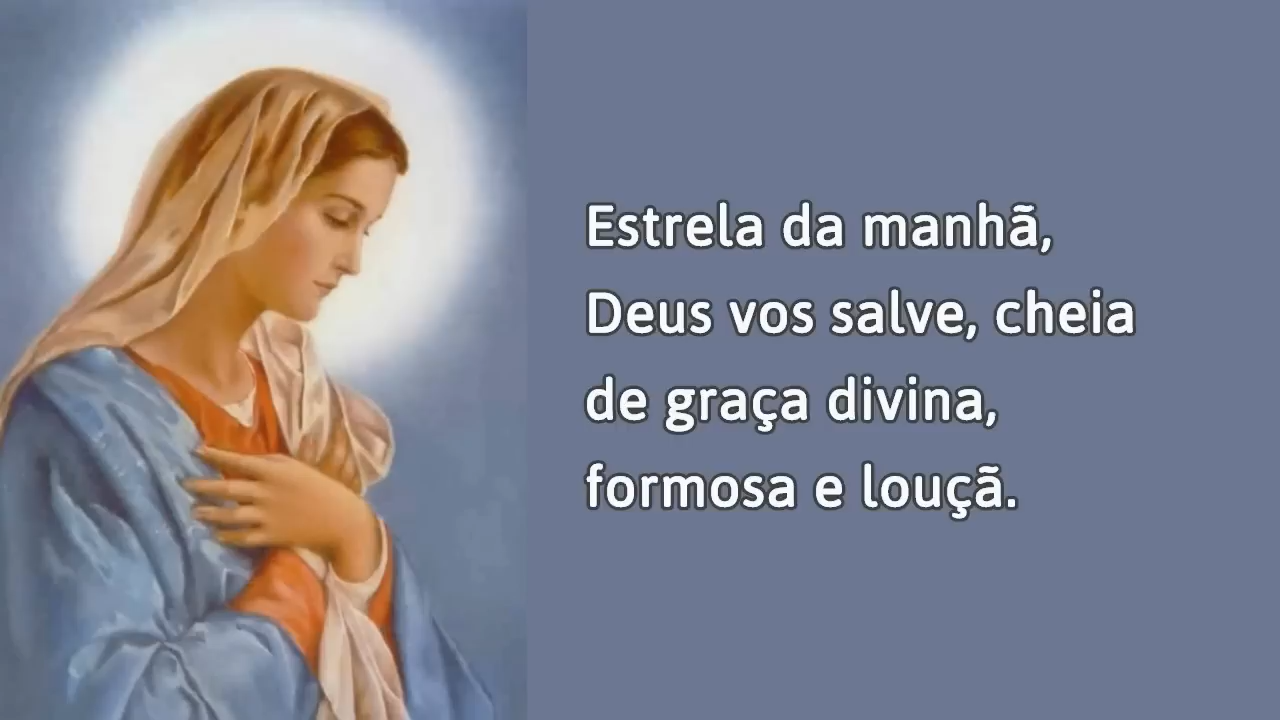 Estrela da manhã,
Deus vos salve, cheia
de graça divina,
formosa e louçã.